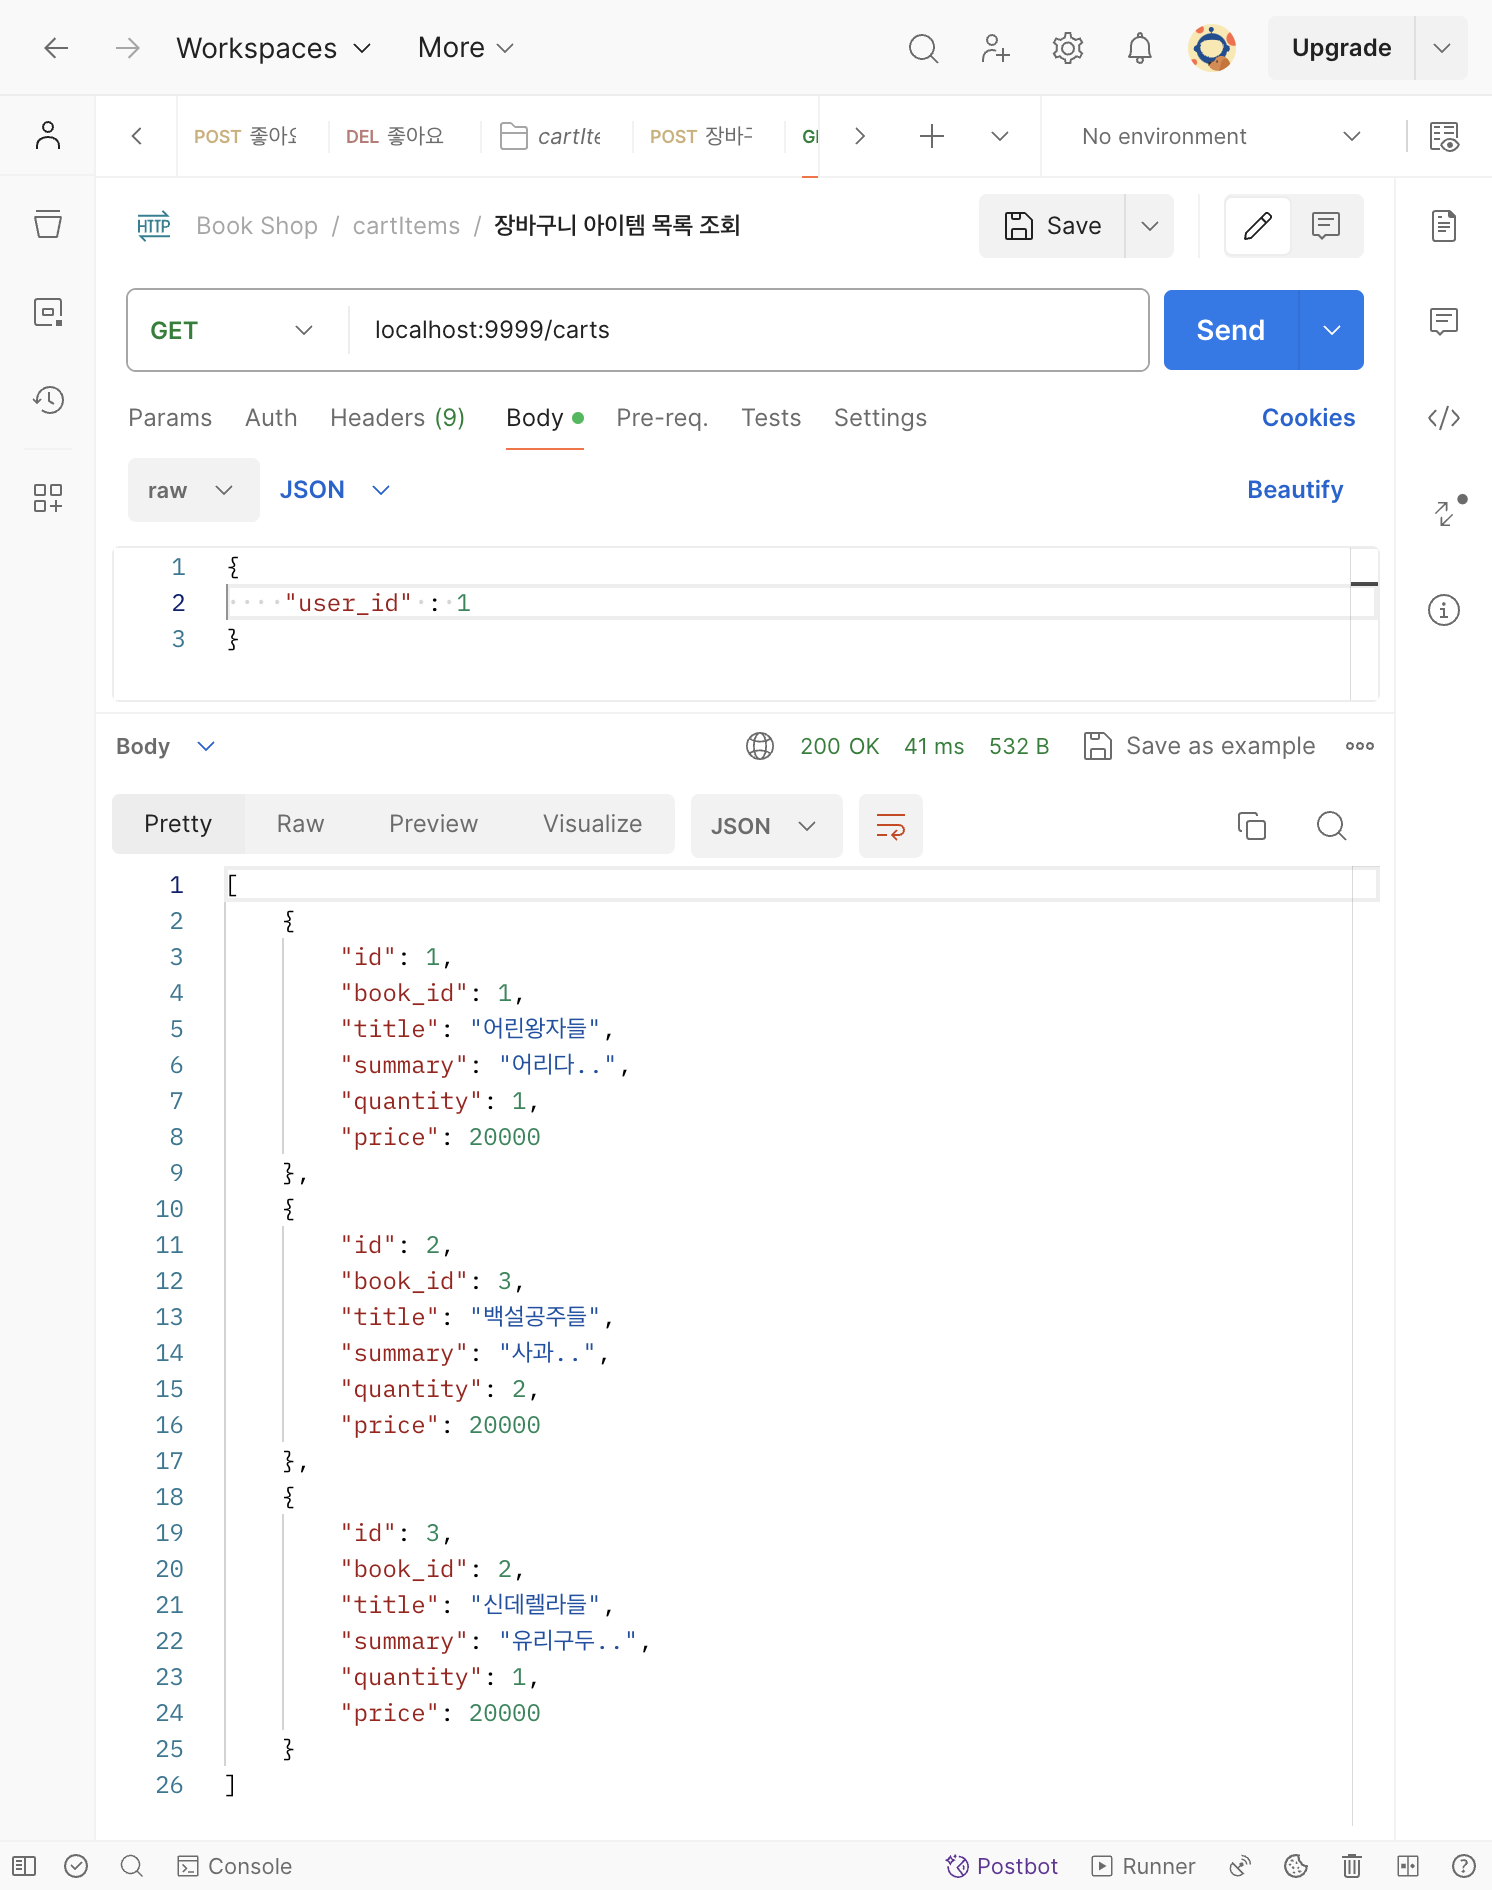 Workspaces More Upgrade
POST 좋아요 DEL 좋아요 cartIte POST 장바구 GE No environment
HTTP Book Shop / cartItems / 장바구니 아이템 목록 조회 Save
GET localhost:9999/carts Send
Params Auth Headers (9) Body Pre-req. Tests Settings Cookies
raw JSON Beautify
1 {
2 "user_id" : 1
3 }
Body 200 OK 41 ms 532 B Save as example
Pretty Raw Preview Visualize JSON
1 [
2 {
3 "id": 1,
4 "book_id": 1,
5 "title": "어린왕자들",
6 "summary": "어리다..",
7 "quantity": 1,
8 "price": 20000
9 },
10 {
11 "id": 2,
12 "book_id": 3,
13 "title": "백설공주들",
14 "summary": "사과..",
15 "quantity": 2,
16 "price": 20000
17 },
18 {
19 "id": 3,
20 "book_id": 2,
21 "title": "신데렐라들",
22 "summary": "유리구두..",
23 "quantity": 1,
24 "price": 20000
25 }
26 ]
Console Postbot Runner